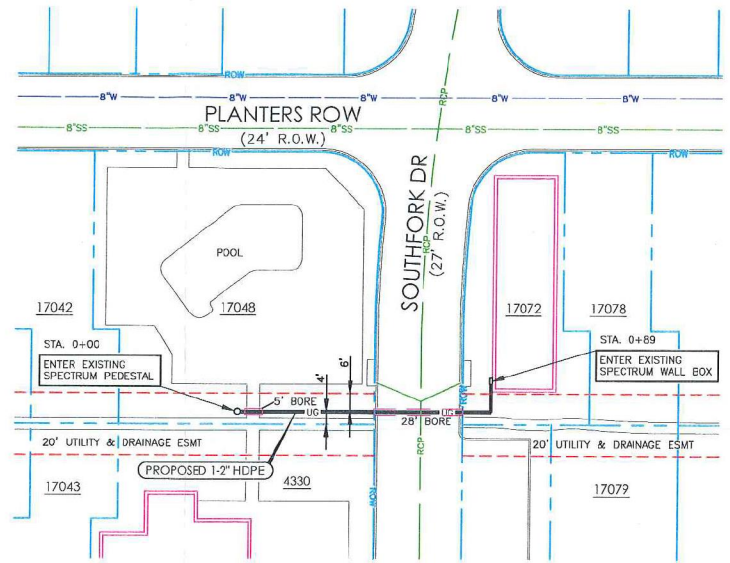 ROW
8"W 8"W 8"W 8"W 8"W
RCP
PLANTERS ROW
8"SS 8"SS 8"SS 8"SS 8"SS
(24' R.O.W.)
ROW ROW
SOUTHFORK DR
(27' R.O.W.)
RCP
POOL
17042
17048
17072
17078
STA. 0+00
ENTER EXISTING
SPECTRUM PEDESTAL
STA. 0+89
ENTER EXISTING
SPECTRUM WALL BOX
4'
6'
ROW
5' BORE
UG
UG
28' BORE
20' UTILITY & DRAINAGE ESMT
20' UTILITY & DRAINAGE ESMT
RCP
PROPOSED 1-2" HDPE
17043
4330
17079
ROW